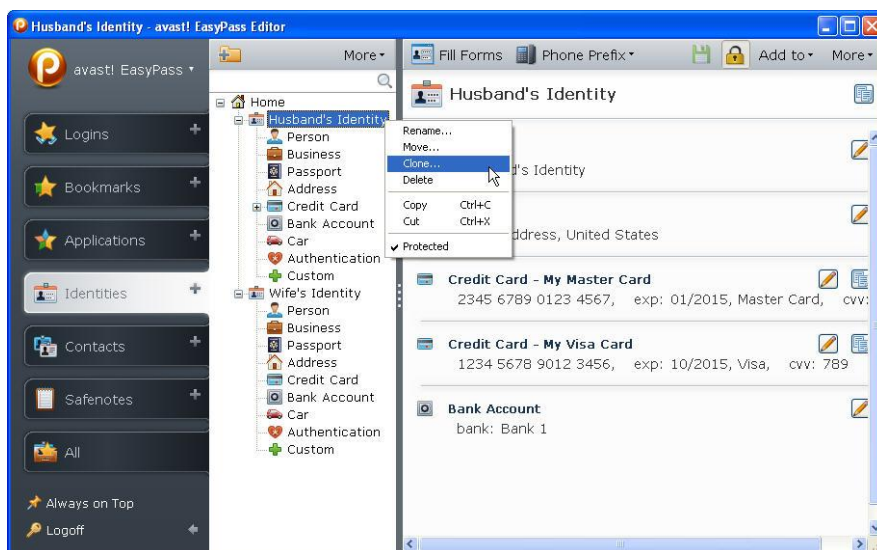 Husband's Identity - avast! EasyPass Editor
avast! EasyPass
Logins
Bookmarks
Applications
Identities
Contacts
Safenotes
All
Always on Top
Logoff
More
Home
Husband's Identity
Person
Business
Passport
Address
Credit Card
Bank Account
Car
Authentication
Custom
Wife's Identity
Person
Business
Passport
Address
Credit Card
Bank Account
Car
Authentication
Custom
Rename...
Move...
Clone...
Delete
Copy Ctrl+C
Cut Ctrl+X
Protected
Fill Forms Phone Prefix Add to More
Husband's Identity
d's Identity
ddress, United States
Credit Card - My Master Card
2345 6789 0123 4567, exp: 01/2015, Master Card, cvv:
Credit Card - My Visa Card
1234 5678 9012 3456, exp: 10/2015, Visa, cvv: 789
Bank Account
bank: Bank 1